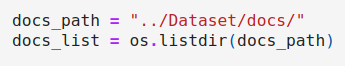 docs_path = "../Dataset/docs/"
docs_list = os.listdir(docs_path)